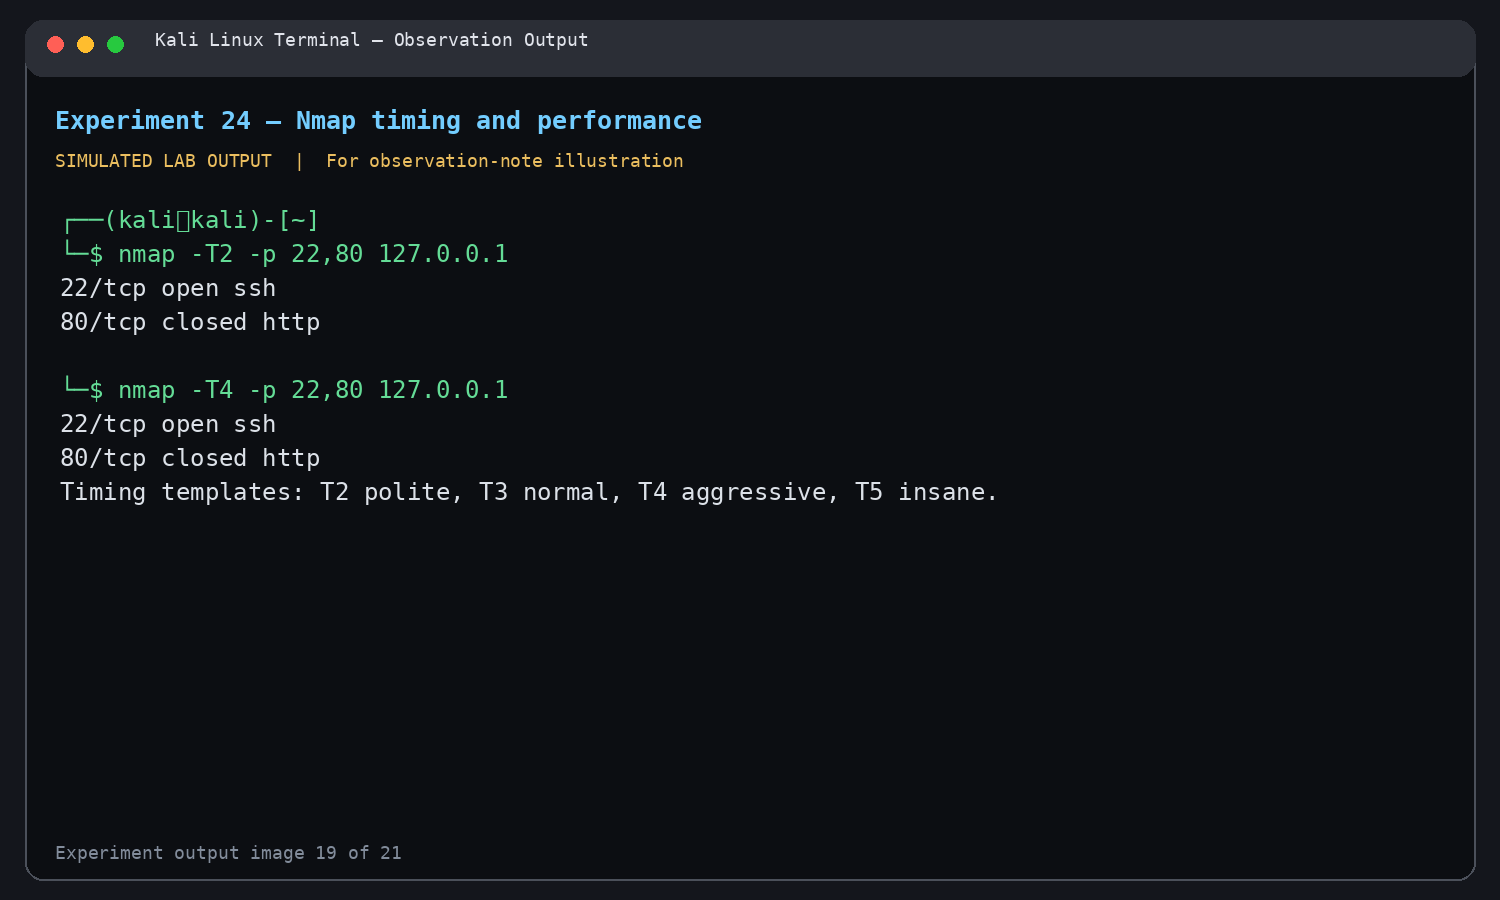 Kali Linux Terminal — Observation Output
Experiment 24 — Nmap timing and performance
SIMULATED LAB OUTPUT | For observation-note illustration
┌──(kali▯kali)-[~]
└─$ nmap -T2 -p 22,80 127.0.0.1
22/tcp open ssh
80/tcp closed http
└─$ nmap -T4 -p 22,80 127.0.0.1
22/tcp open ssh
80/tcp closed http
Timing templates: T2 polite, T3 normal, T4 aggressive, T5 insane.
Experiment output image 19 of 21